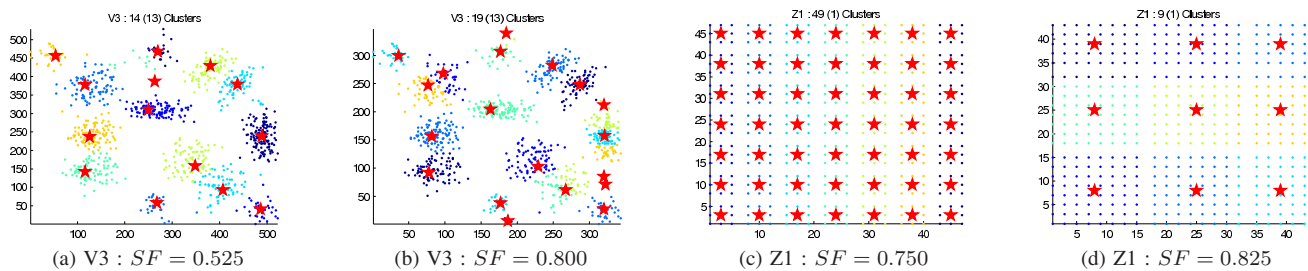 V3 : 14 (13) Clusters
500
450
400
350
300
250
200
150
100
50
100 200 300 400 500
(a) V3 : SF = 0.525
V3 : 19 (13) Clusters
300
250
200
150
100
50
100 200 300
(b) V3 : SF = 0.800
Z1 : 49 (1) Clusters
45
40
35
30
25
20
15
10
5
10 20 30 40
(c) Z1 : SF = 0.750
Z1 : 9 (1) Clusters
40
35
30
25
20
15
10
5
5 10 15 20 25 30 35 40
(d) Z1 : SF = 0.825